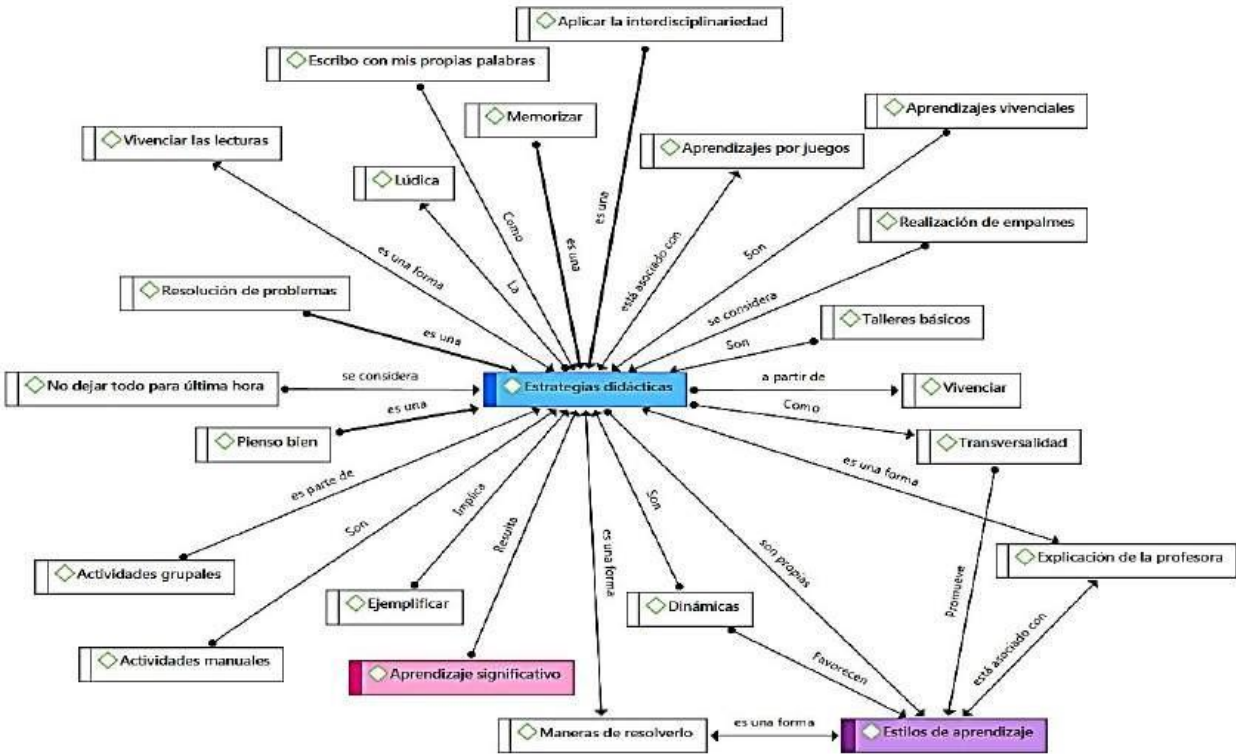 Aplicar la interdisciplinariedad
Escribo con mis propias palabras
Memorizar
Aprendizajes vivenciales
Vivenciar las lecturas
Aprendizajes por juegos
Lúdica
es una
Como
Realización de empalmes
es una
Son
está asociado con
es una forma
La
Resolución de problemas
se considera
Talleres básicos
es una
Son
No dejar todo para última hora
se considera
Estrategias didácticas
a partir de
Vivenciar
Como
es una
Pienso bien
Transversalidad
es una forma
es parte de
Implica
Son
Son
Resulta
es una forma
son propias
Explicación de la profesora
Actividades grupales
Ejemplificar
Dinámicas
promueve
está asociado con
Actividades manuales
Aprendizaje significativo
Favorecen
Maneras de resolverlo
es una forma
Estilos de aprendizaje